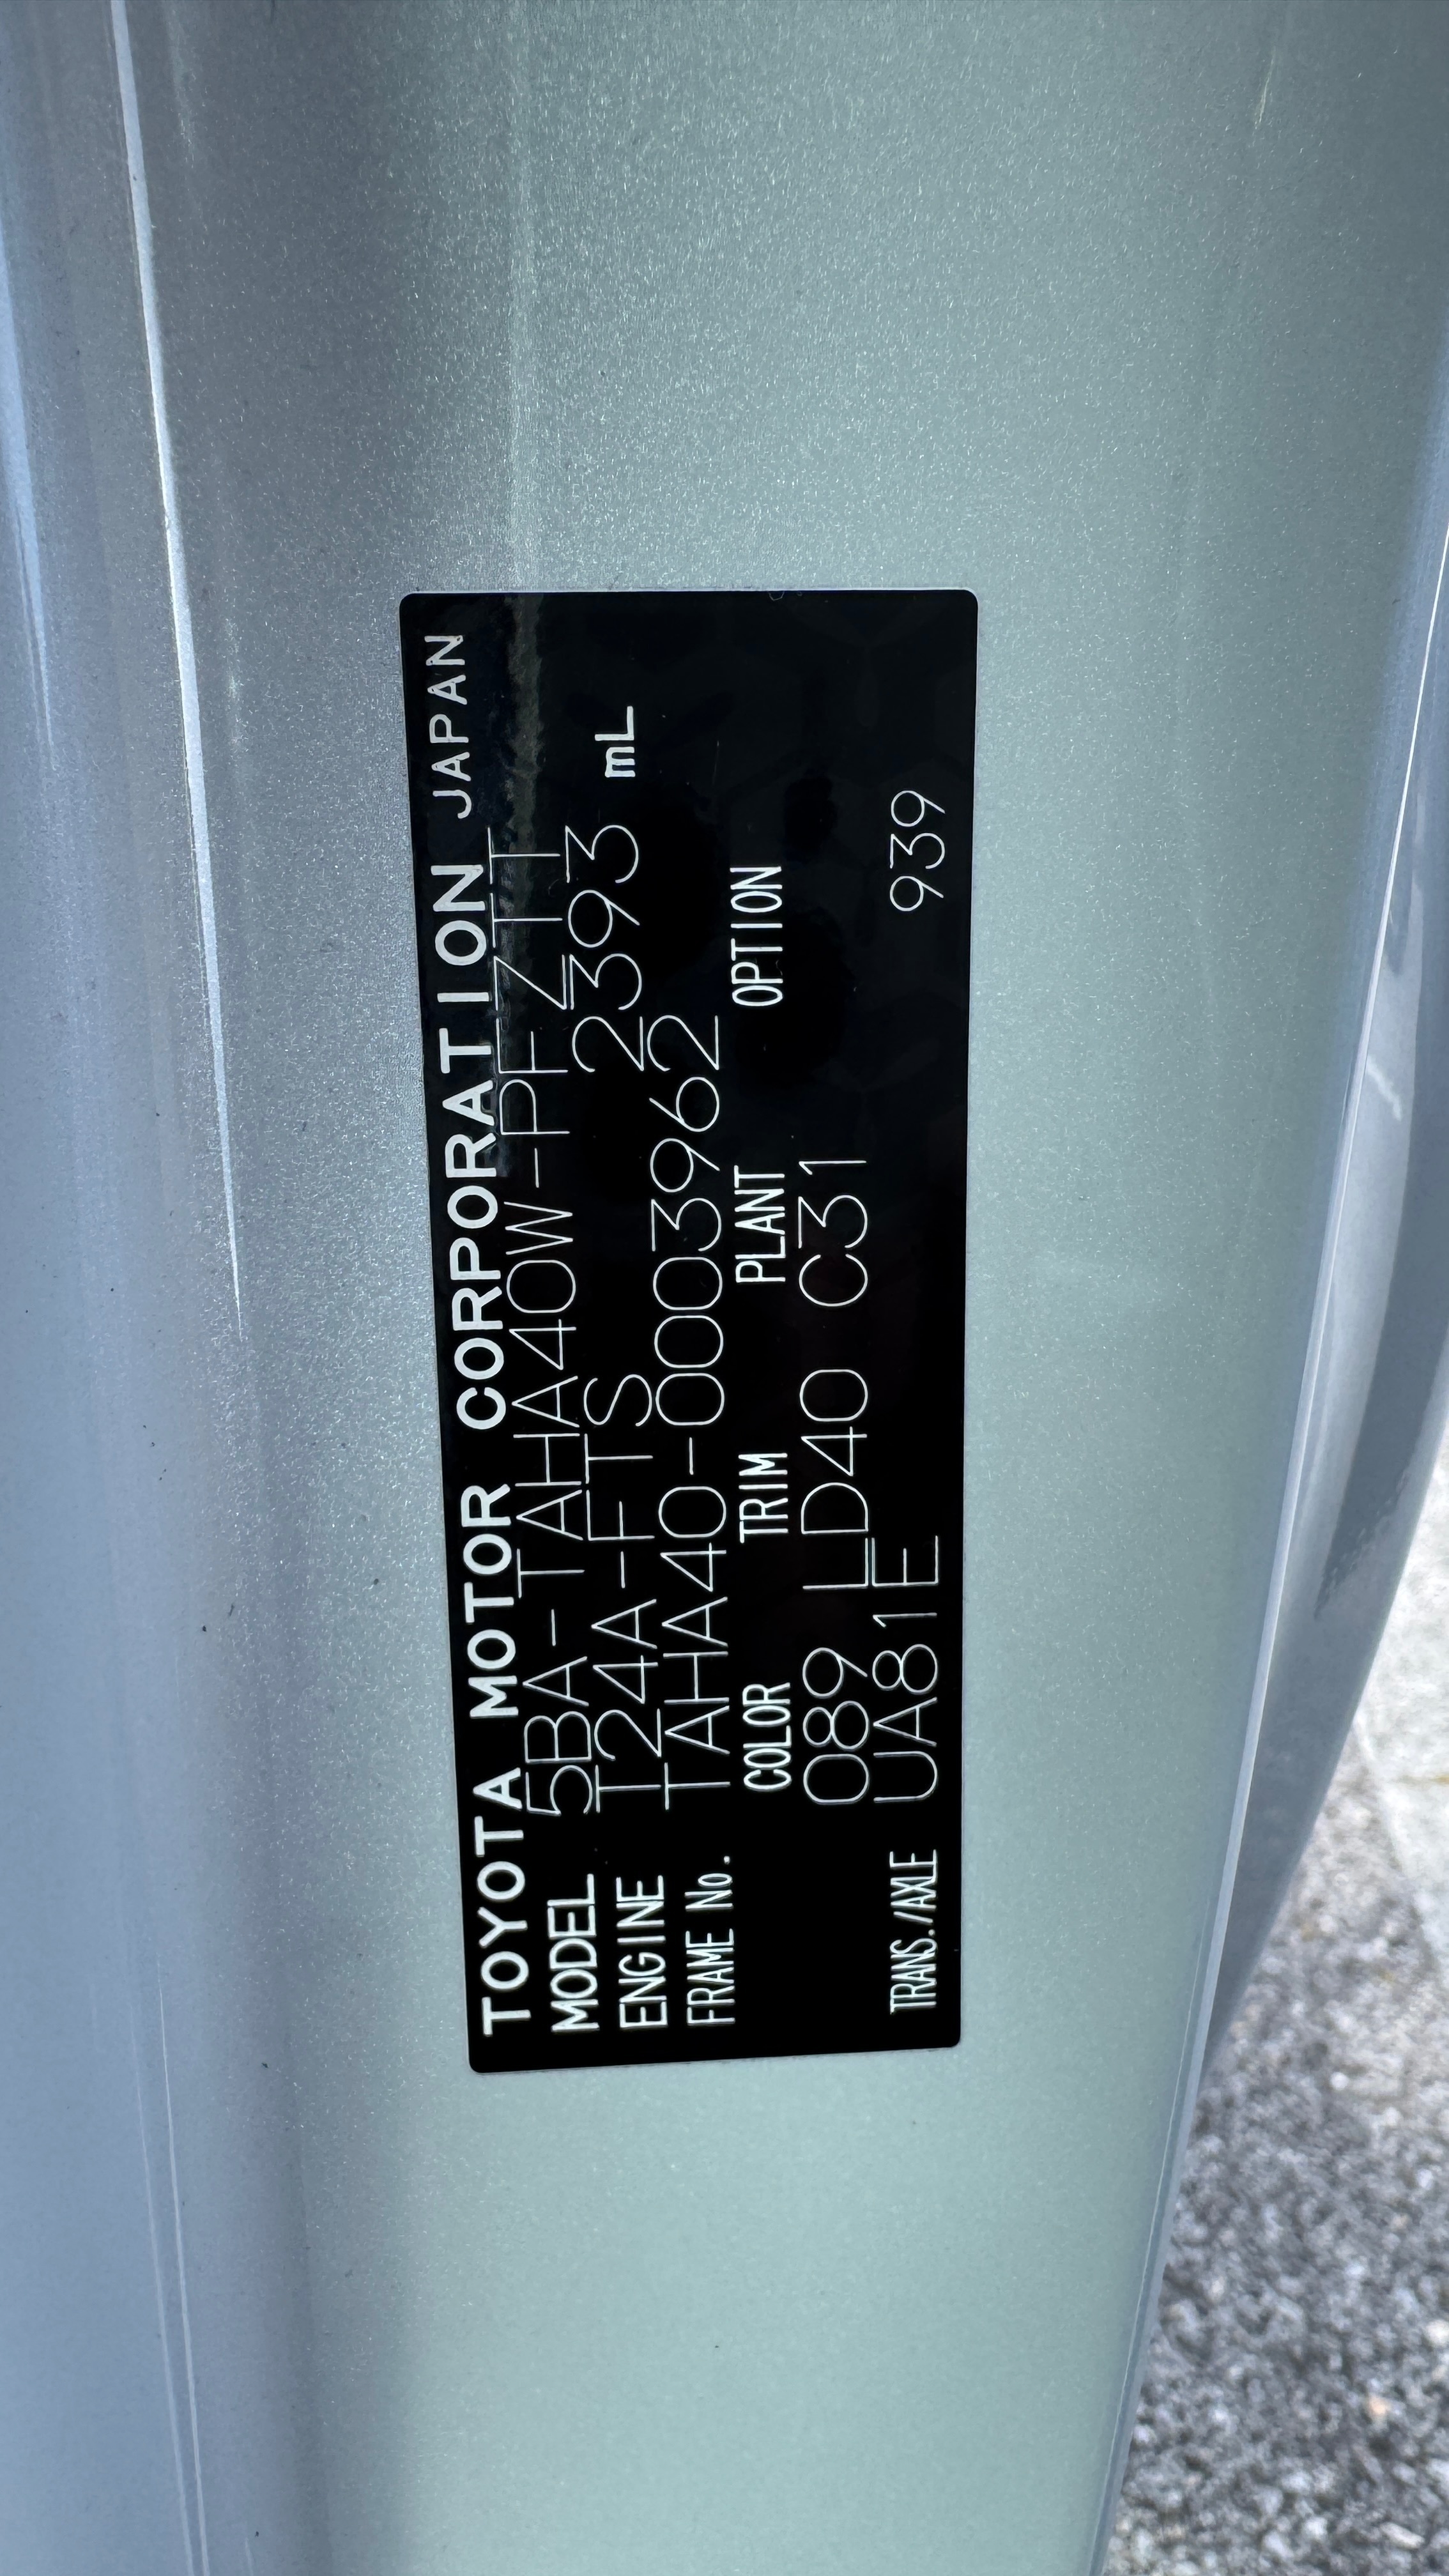 TOYOTA MOTOR CORPORATION JAPAN
MODEL 5BA-TAHA40W-PFZTT
ENGINE T24A-FTS 2393 mL
FRAME No. TAHA40-0003962
COLOR TRIM PLANT OPTION
089 LD40 C31
TRANS./AXLE UA81E 939